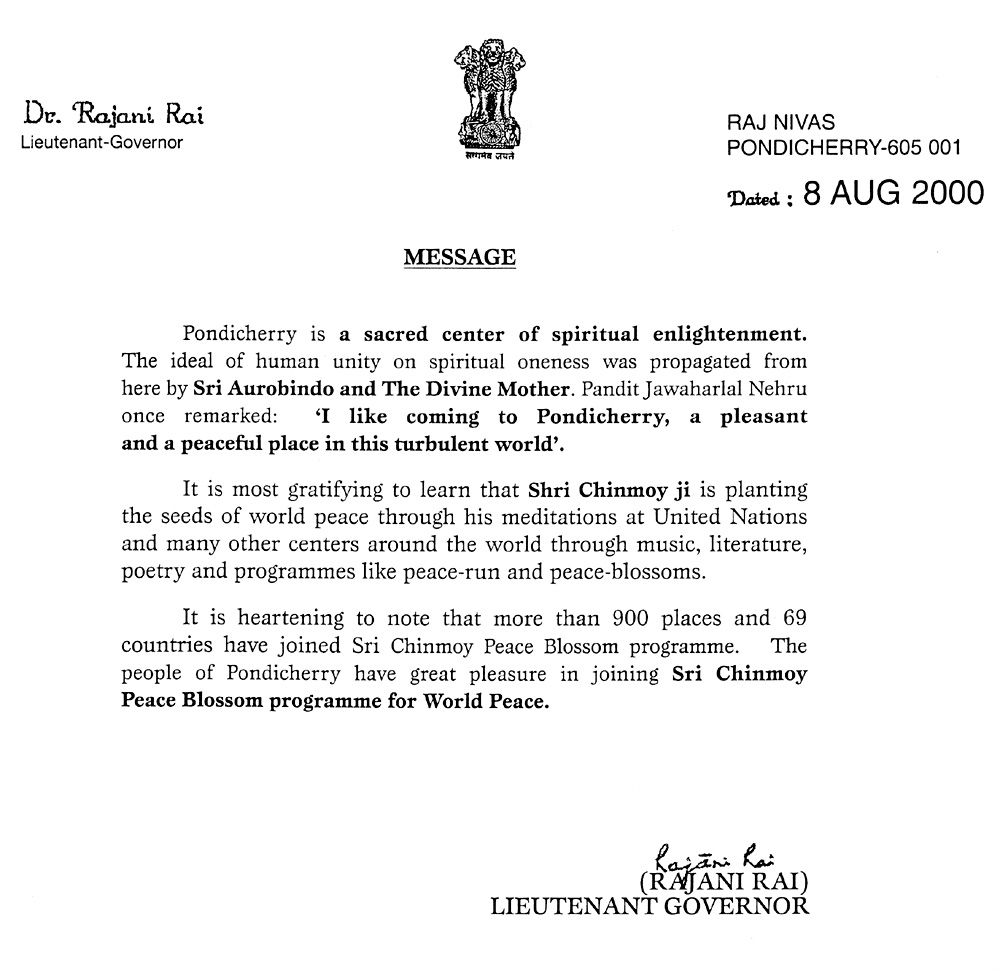 Dr. Rajani Rai
Lieutenant-Governor
सत्यमेव जयते
RAJ NIVAS
PONDICHERRY-605 001
Dated : 8 AUG 2000
MESSAGE
Pondicherry is a sacred center of spiritual enlightenment.
The ideal of human unity on spiritual oneness was propagated from
here by Sri Aurobindo and The Divine Mother. Pandit Jawaharlal Nehru
once remarked: ‘I like coming to Pondicherry, a pleasant
and a peaceful place in this turbulent world’.
It is most gratifying to learn that Shri Chinmoy ji is planting
the seeds of world peace through his meditations at United Nations
and many other centers around the world through music, literature,
poetry and programmes like peace-run and peace-blossoms.
It is heartening to note that more than 900 places and 69
countries have joined Sri Chinmoy Peace Blossom programme. The
people of Pondicherry have great pleasure in joining Sri Chinmoy
Peace Blossom programme for World Peace.
Rajani Rai
(RAJANI RAI)
LIEUTENANT GOVERNOR